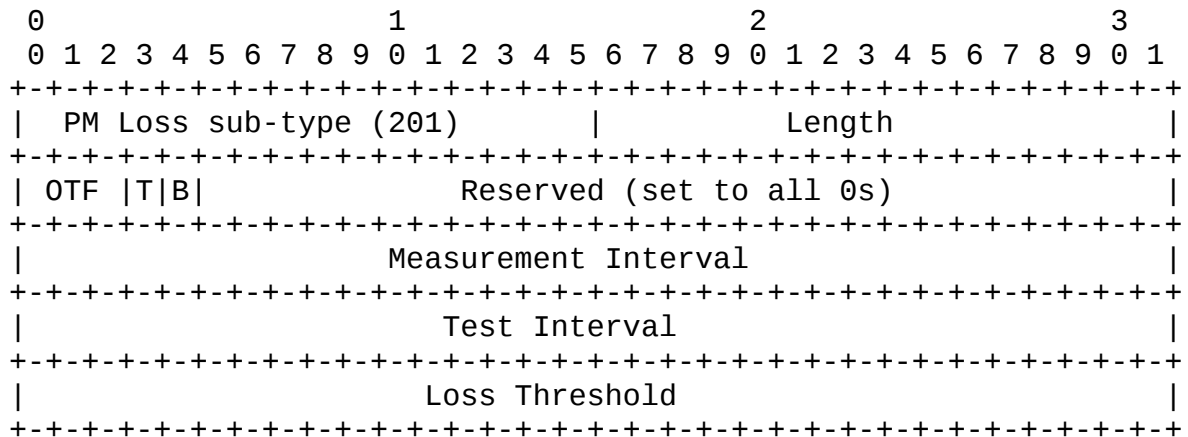 0                   1                   2                   3
 0 1 2 3 4 5 6 7 8 9 0 1 2 3 4 5 6 7 8 9 0 1 2 3 4 5 6 7 8 9 0 1
+-+-+-+-+-+-+-+-+-+-+-+-+-+-+-+-+-+-+-+-+-+-+-+-+-+-+-+-+-+-+-+-+
|  PM Loss sub-type (201)       |          Length               |
+-+-+-+-+-+-+-+-+-+-+-+-+-+-+-+-+-+-+-+-+-+-+-+-+-+-+-+-+-+-+-+-+
| OTF |T|B|              Reserved (set to all 0s)               |
+-+-+-+-+-+-+-+-+-+-+-+-+-+-+-+-+-+-+-+-+-+-+-+-+-+-+-+-+-+-+-+-+
|                    Measurement Interval                       |
+-+-+-+-+-+-+-+-+-+-+-+-+-+-+-+-+-+-+-+-+-+-+-+-+-+-+-+-+-+-+-+-+
|                       Test Interval                           |
+-+-+-+-+-+-+-+-+-+-+-+-+-+-+-+-+-+-+-+-+-+-+-+-+-+-+-+-+-+-+-+-+
|                      Loss Threshold                           |
+-+-+-+-+-+-+-+-+-+-+-+-+-+-+-+-+-+-+-+-+-+-+-+-+-+-+-+-+-+-+-+-+